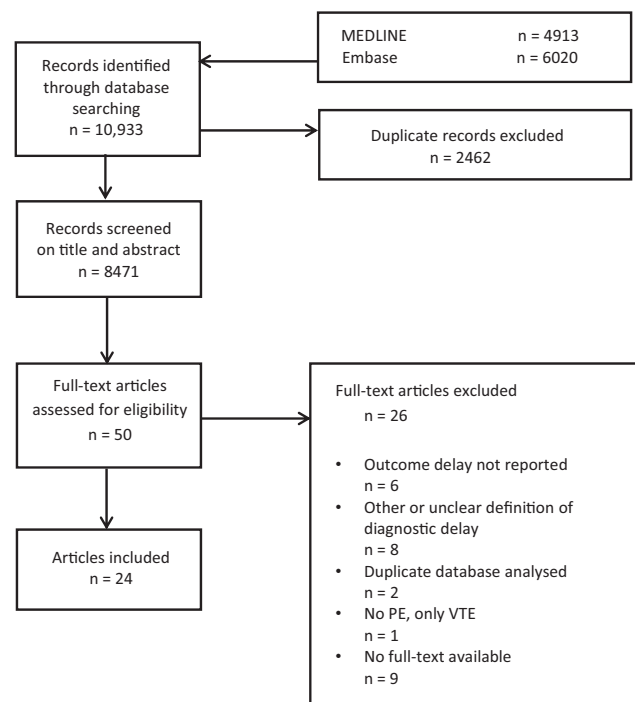 MEDLINE n = 4913
Embase n = 6020
Records identified
through database
searching
n = 10,933
Duplicate records excluded
n = 2462
Records screened
on title and abstract
n = 8471
Full-text articles
assessed for eligibility
n = 50
Full-text articles excluded
n = 26
• Outcome delay not reported
n = 6
• Other or unclear definition of
diagnostic delay
n = 8
• Duplicate database analysed
n = 2
• No PE, only VTE
n = 1
• No full-text available
n = 9
Articles included
n = 24